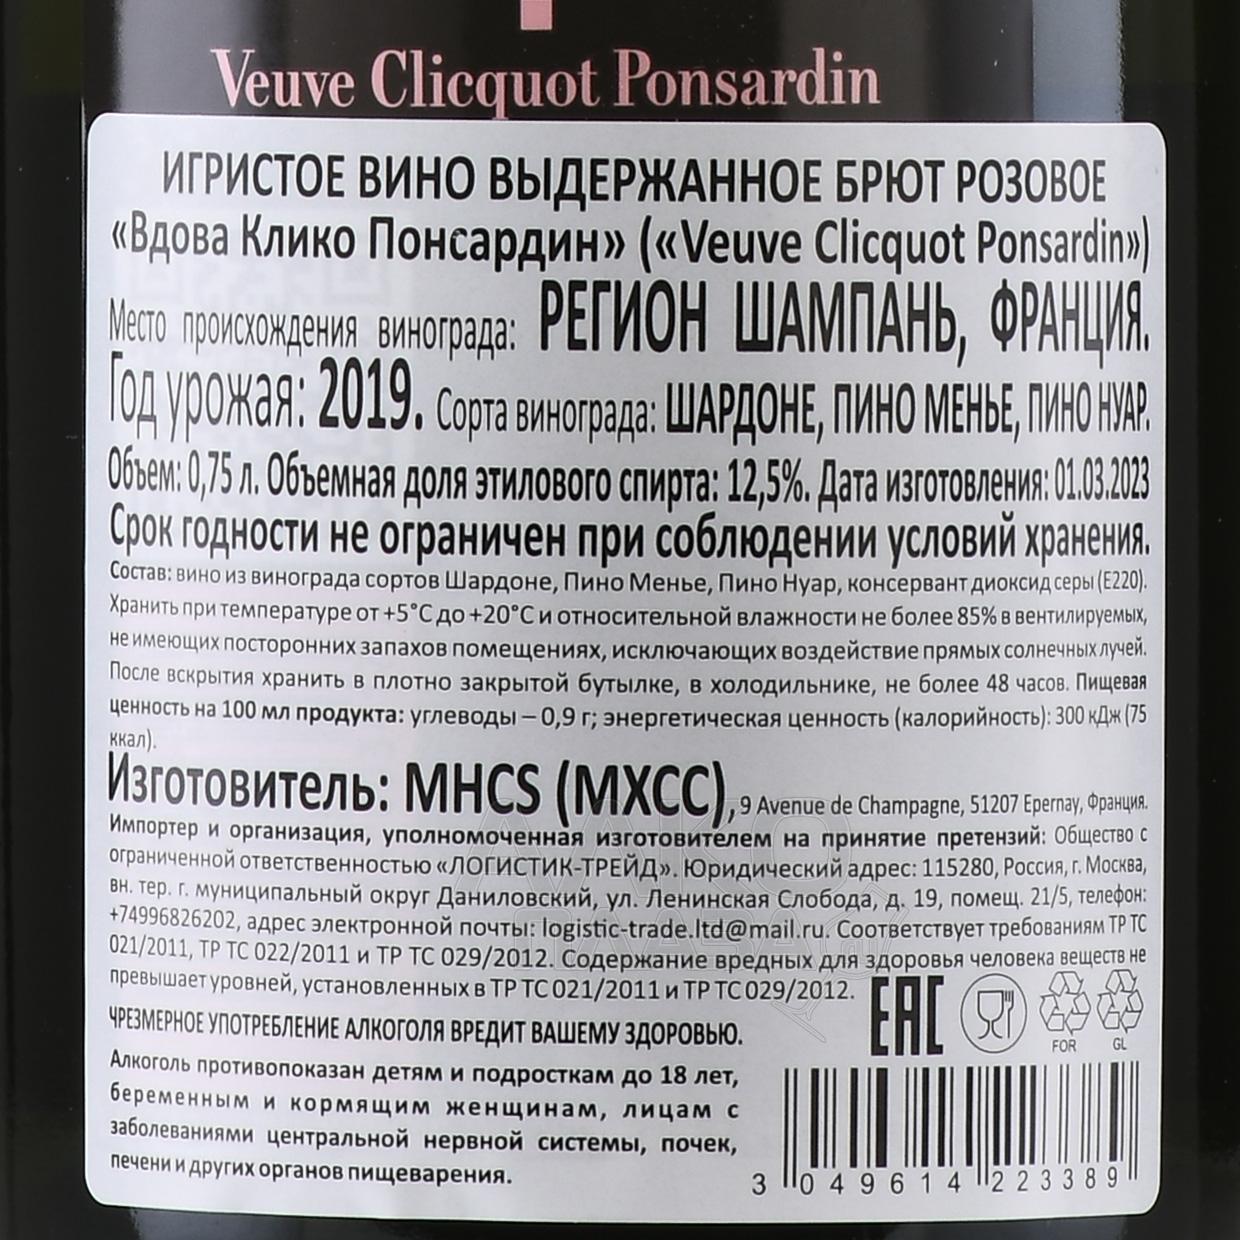 Veuve Clicquot Ponsardin
ИГРИСТОЕ ВИНО ВЫДЕРЖАННОЕ БРЮТ РОЗОВОЕ
«Вдова Клико Понсардин» («Veuve Clicquot Ponsardin»)
Место происхождения винограда: РЕГИОН ШАМПАНЬ, ФРАНЦИЯ.
Год урожая: 2019. Сорта винограда: ШАРДОНЕ, ПИНО МЕНЬЕ, ПИНО НУАР.
Объем: 0,75 л. Объемная доля этилового спирта: 12,5%. Дата изготовления: 01.03.2023
Срок годности не ограничен при соблюдении условий хранения.
Состав: вино из винограда сортов Шардоне, Пино Менье, Пино Нуар, консервант диоксид серы (Е220).
Хранить при температуре от +5°С до +20°С и относительной влажности не более 85% в вентилируемых,
не имеющих посторонних запахов помещениях, исключающих воздействие прямых солнечных лучей.
После вскрытия хранить в плотно закрытой бутылке, в холодильнике, не более 48 часов. Пищевая
ценность на 100 мл продукта: углеводы – 0,9 г; энергетическая ценность (калорийность): 300 кДж (75
ккал).
Изготовитель: MHCS (МХСС), 9 Avenue de Champagne, 51207 Epernay, Франция.
Импортер и организация, уполномоченная изготовителем на принятие претензий: Общество с
ограниченной ответственностью «ЛОГИСТИК-ТРЕЙД». Юридический адрес: 115280, Россия, г. Москва,
вн. тер. г. муниципальный округ Даниловский, ул. Ленинская Слобода, д. 19, помещ. 21/5, телефон:
+74996826202, адрес электронной почты: logistic-trade.ltd@mail.ru. Соответствует требованиям ТР ТС
021/2011, ТР ТС 022/2011 и ТР ТС 029/2012. Содержание вредных для здоровья человека веществ не
превышает уровней, установленных в ТР ТС 021/2011 и ТР ТС 029/2012.
EAC
FOR
GL
ЧРЕЗМЕРНОЕ УПОТРЕБЛЕНИЕ АЛКОГОЛЯ ВРЕДИТ ВАШЕМУ ЗДОРОВЬЮ.
Алкоголь противопоказан детям и подросткам до 18 лет,
беременным и кормящим женщинам, лицам с
заболеваниями центральной нервной системы, почек,
печени и других органов пищеварения.
3 049614 223389